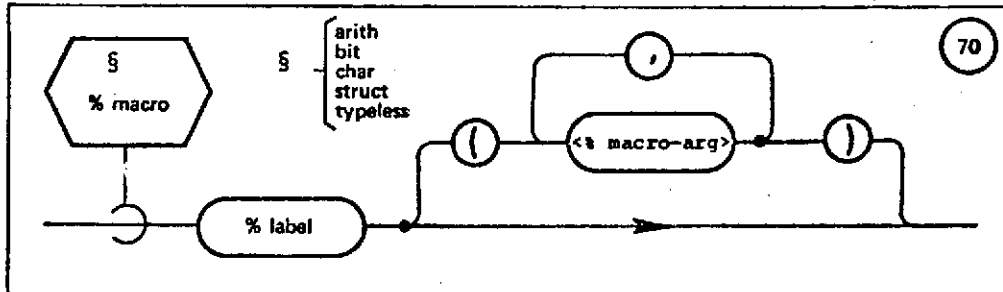 §
% macro
§
arith
bit
char
struct
typeless
,
70
(
<% macro-arg>
)
% label